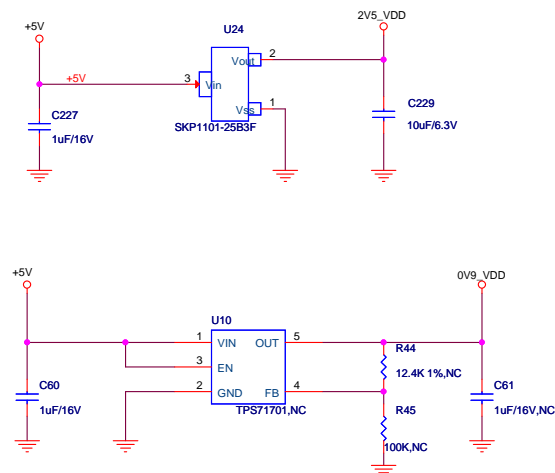 +5V
U24
2V5_VDD
+5V
3
Vin
Vout
2
Vss
1
C227
1uF/16V
SKP1101-25B3F
C229
10uF/6.3V
+5V
0V9_VDD
U10
1
VIN
OUT
5
3
EN
2
GND
FB
4
TPS71701,NC
R44
12.4K 1%,NC
R45
100K,NC
C60
1uF/16V
C61
1uF/16V,NC